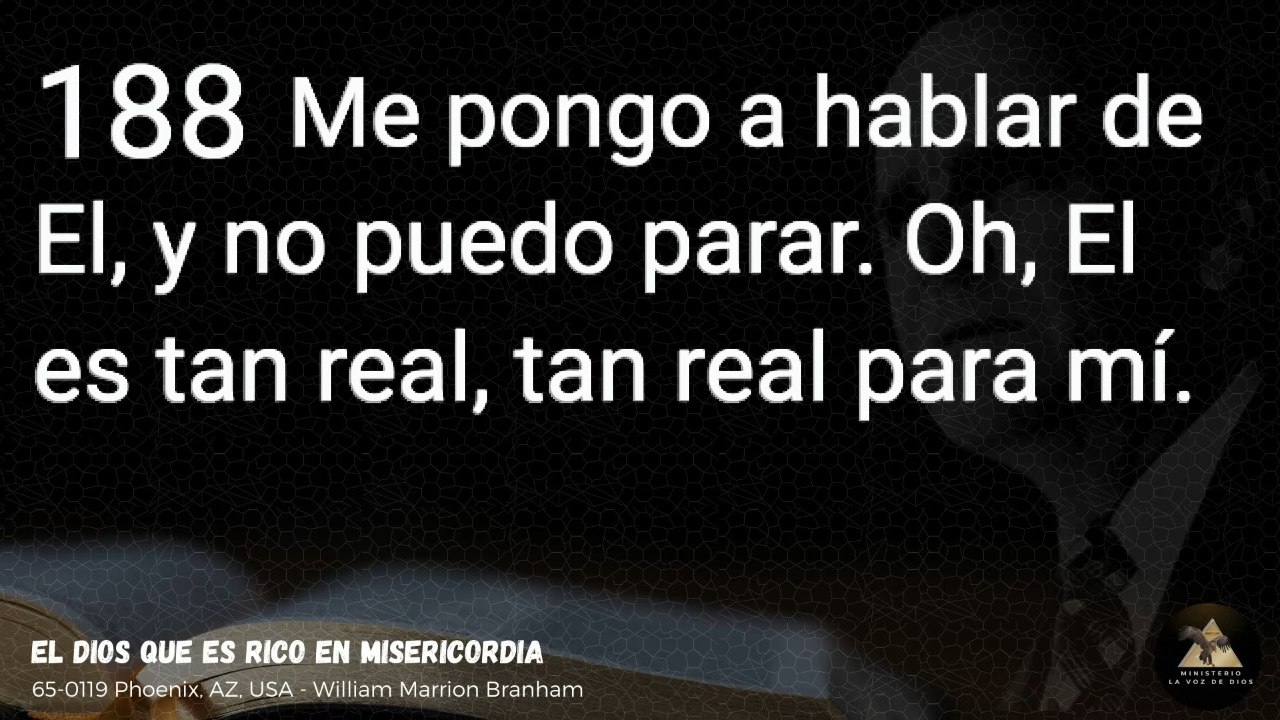 188 Me pongo a hablar de
El, y no puedo parar. Oh, El
es tan real, tan real para mí.
EL DIOS QUE ES RICO EN MISERICORDIA
65-0119 Phoenix, AZ, USA - William Marrion Branham
MINISTERIO
LA VOZ DE DIOS